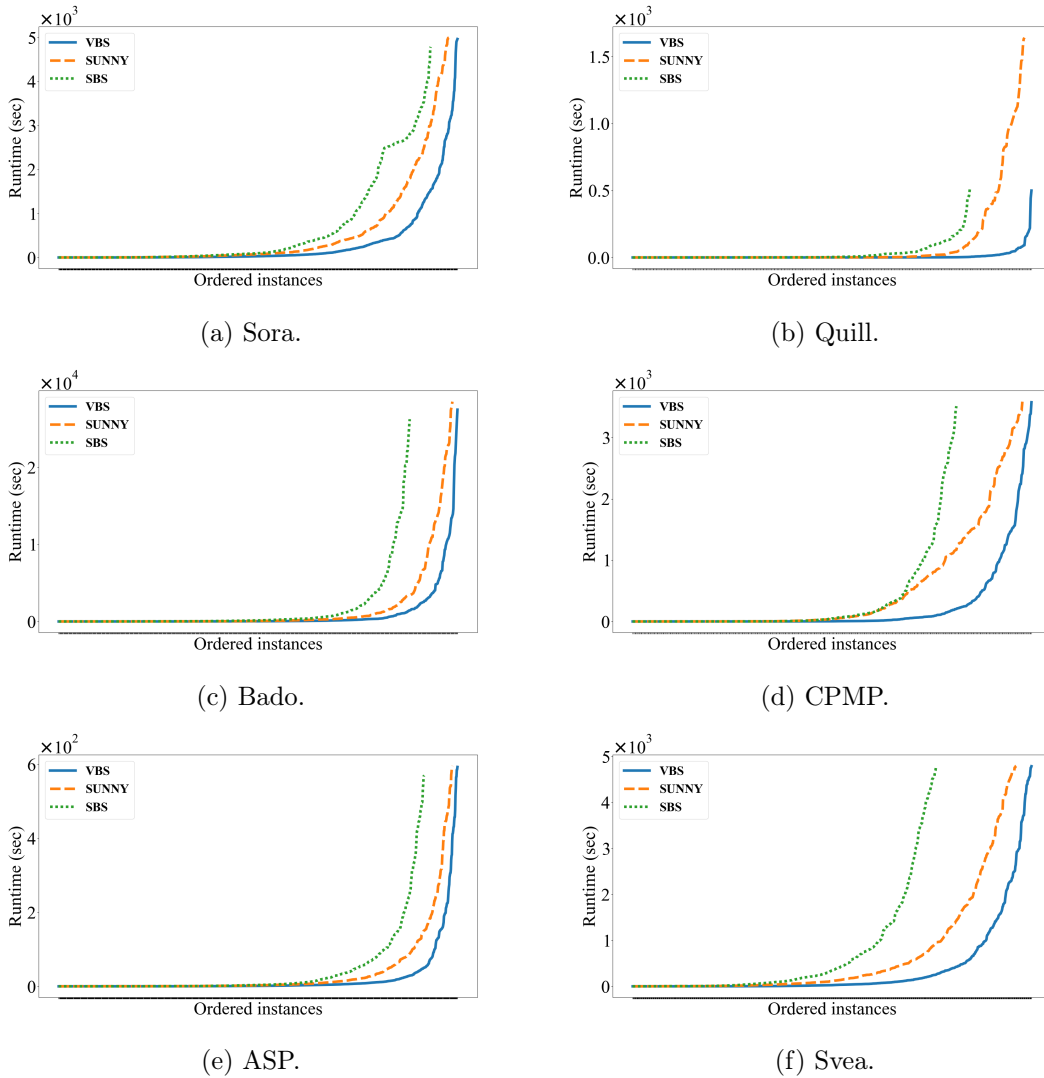 ×10³
5
4
3
2
1
0
Runtime (sec)
VBS
SUNNY
SBS
Ordered instances
(a) Sora.
×10³
1.5
1.0
0.5
0.0
Runtime (sec)
VBS
SUNNY
SBS
Ordered instances
(b) Quill.
×10⁴
2
1
0
Runtime (sec)
VBS
SUNNY
SBS
Ordered instances
(c) Bado.
×10³
3
2
1
0
Runtime (sec)
VBS
SUNNY
SBS
Ordered instances
(d) CPMP.
×10²
6
4
2
0
Runtime (sec)
VBS
SUNNY
SBS
Ordered instances
(e) ASP.
×10³
5
4
3
2
1
0
Runtime (sec)
VBS
SUNNY
SBS
Ordered instances
(f) Svea.